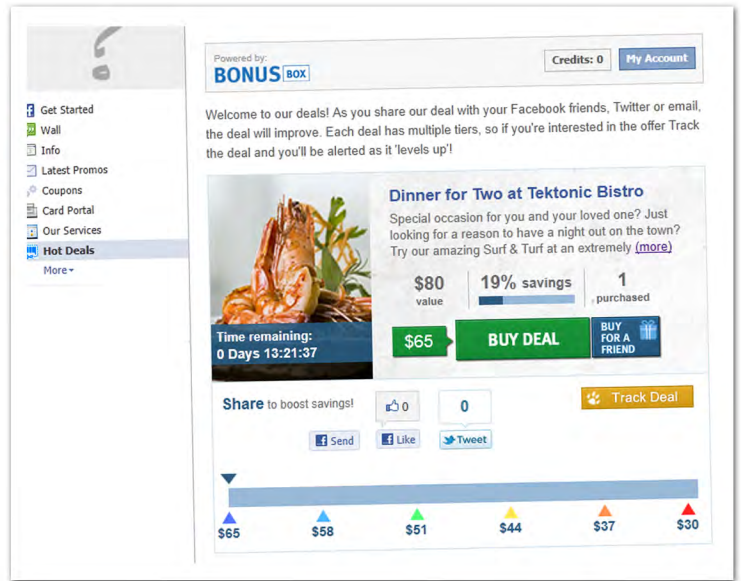 Get Started
Wall
Info
Latest Promos
Coupons
Card Portal
Our Services
Hot Deals
More
Powered by:
BONUS BOX
Credits: 0
My Account
Welcome to our deals! As you share our deal with your Facebook friends, Twitter or email,
the deal will improve. Each deal has multiple tiers, so if you're interested in the offer Track
the deal and you'll be alerted as it 'levels up'!
Dinner for Two at Tektonic Bistro
Special occasion for you and your loved one? Just
looking for a reason to have a night out on the town?
Try our amazing Surf & Turf at an extremely (more)
$80
value
19% savings
1
purchased
Time remaining:
0 Days 13:21:37
$65
BUY DEAL
BUY
FOR A
FRIEND
Share to boost savings!
0
0
Track Deal
Send
Like
Tweet
$65
$58
$51
$44
$37
$30